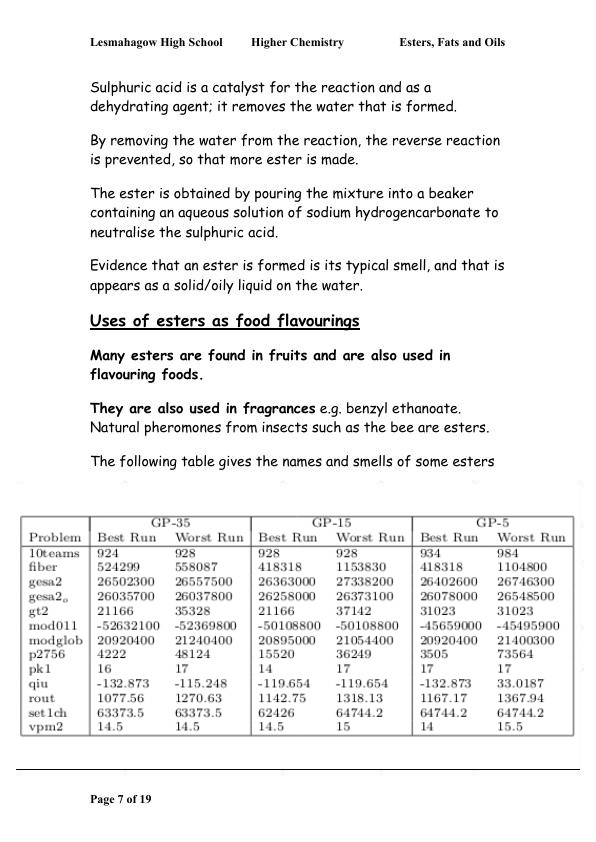 Lesmahagow High School Higher Chemistry Esters, Fats and Oils
Sulphuric acid is a catalyst for the reaction and as a
dehydrating agent; it removes the water that is formed.
By removing the water from the reaction, the reverse reaction
is prevented, so that more ester is made.
The ester is obtained by pouring the mixture into a beaker
containing an aqueous solution of sodium hydrogencarbonate to
neutralise the sulphuric acid.
Evidence that an ester is formed is its typical smell, and that is
appears as a solid/oily liquid on the water.
Uses of esters as food flavourings
Many esters are found in fruits and are also used in
flavouring foods.
They are also used in fragrances e.g. benzyl ethanoate.
Natural pheromones from insects such as the bee are esters.
The following table gives the names and smells of some esters
GP-35 GP-15 GP-5
Problem Best Run Worst Run Best Run Worst Run Best Run Worst Run
10teams 924 928 928 928 934 984
fiber 524299 558087 418318 1153830 418318 1104800
gesa2 26502300 26557500 26363000 27338200 26402600 26746300
gesa2_o 26035700 26037800 26258000 26373100 26078000 26548500
gt2 21166 35328 21166 37142 31023 31023
mod011 -52632100 -52369800 -50108800 -50108800 -45659000 -45495900
modglob 20920400 21240400 20895000 21054400 20920400 21400300
p2756 4222 48124 15520 36249 3505 73564
pk1 16 17 14 17 17 17
qiu -132.873 -115.248 -119.654 -119.654 -132.873 33.0187
rout 1077.56 1270.63 1142.75 1318.13 1167.17 1367.94
set1ch 63373.5 63373.5 62426 64744.2 64744.2 64744.2
vpm2 14.5 14.5 14.5 15 14 15.5
Page 7 of 19